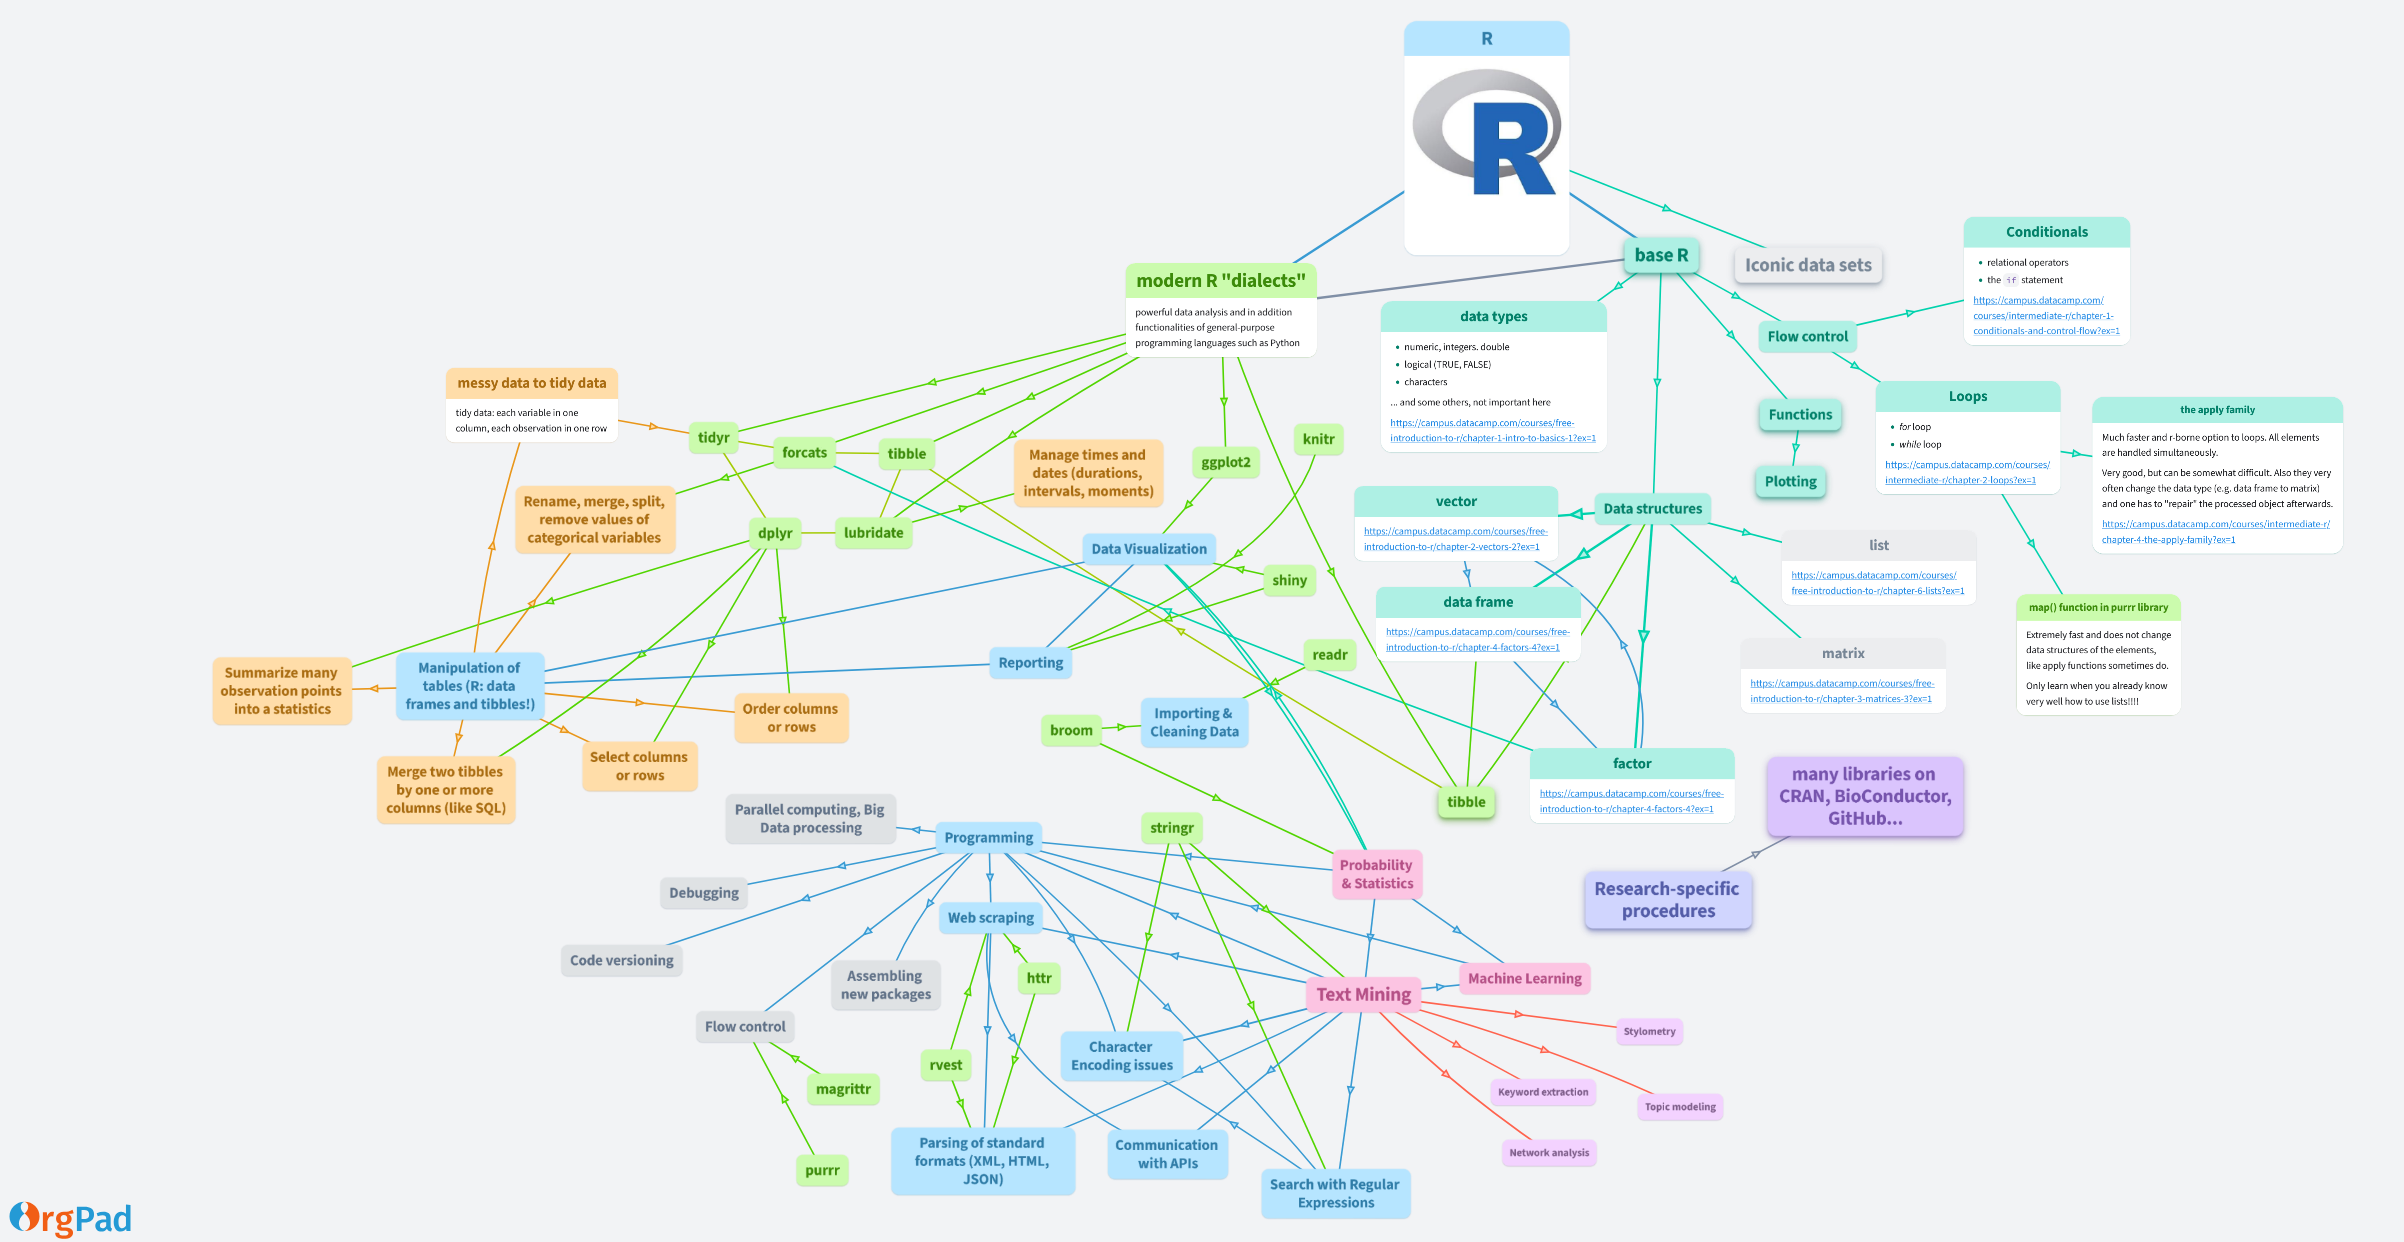 R
R
base R
Iconic data sets
Conditionals
relational operators
the if statement
https://campus.datacamp.com/
courses/intermediate-r/chapter-1-
conditionals-and-control-flow?ex=1
modern R "dialects"
powerful data analysis and in addition
functionalities of general-purpose
programming languages such as Python
data types
numeric, integers. double
logical (TRUE, FALSE)
characters
... and some others, not important here
https://campus.datacamp.com/courses/free-
introduction-to-r/chapter-1-intro-to-basics-1?ex=1
Flow control
Functions
Plotting
Loops
for loop
while loop
https://campus.datacamp.com/courses/
intermediate-r/chapter-2-loops?ex=1
the apply family
Much faster and r-borne option to loops. All elements
are handled simultaneously.
Very good, but can be somewhat difficult. Also they very
often change the data type (e.g. data frame to matrix)
and one has to "repair" the processed object afterwards.
https://campus.datacamp.com/courses/intermediate-r/
chapter-4-the-apply-family?ex=1
messy data to tidy data
tidy data: each variable in one
column, each observation in one row
tidyr
forcats
tibble
Manage times and
dates (durations,
intervals, moments)
ggplot2
knitr
Rename, merge, split,
remove values of
categorical variables
dplyr
lubridate
Data Visualization
shiny
vector
https://campus.datacamp.com/courses/free-
introduction-to-r/chapter-2-vectors-2?ex=1
Data structures
list
https://campus.datacamp.com/courses/
free-introduction-to-r/chapter-6-lists?ex=1
data frame
https://campus.datacamp.com/courses/free-
introduction-to-r/chapter-4-factors-4?ex=1
matrix
https://campus.datacamp.com/courses/free-
introduction-to-r/chapter-3-matrices-3?ex=1
map() function in purrr library
Extremely fast and does not change
data structures of the elements,
like apply functions sometimes do.
Only learn when you already know
very well how to use lists!!!!
Summarize many
observation points
into a statistics
Manipulation of
tables (R: data
frames and tibbles!)
Reporting
readr
Order columns
or rows
broom
Importing &
Cleaning Data
Select columns
or rows
Merge two tibbles
by one or more
columns (like SQL)
factor
https://campus.datacamp.com/courses/free-
introduction-to-r/chapter-4-factors-4?ex=1
tibble
many libraries on
CRAN, BioConductor,
GitHub...
Research-specific
procedures
Parallel computing, Big
Data processing
Programming
stringr
Probability
& Statistics
Debugging
Web scraping
Code versioning
Assembling
new packages
httr
Text Mining
Machine Learning
Flow control
Stylometry
Character
Encoding issues
rvest
magrittr
Keyword extraction
Topic modeling
Parsing of standard
formats (XML, HTML,
JSON)
Communication
with APIs
Network analysis
purrr
Search with Regular
Expressions
OrgPad